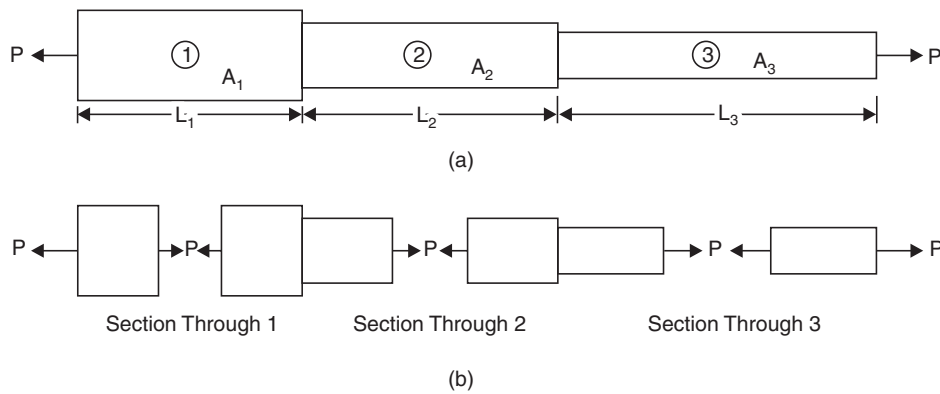 P ① A₁ ② A₂ ③ A₃ P
L₁ L₂ L₃
(a)
P P P P P
Section Through 1 Section Through 2 Section Through 3
(b)